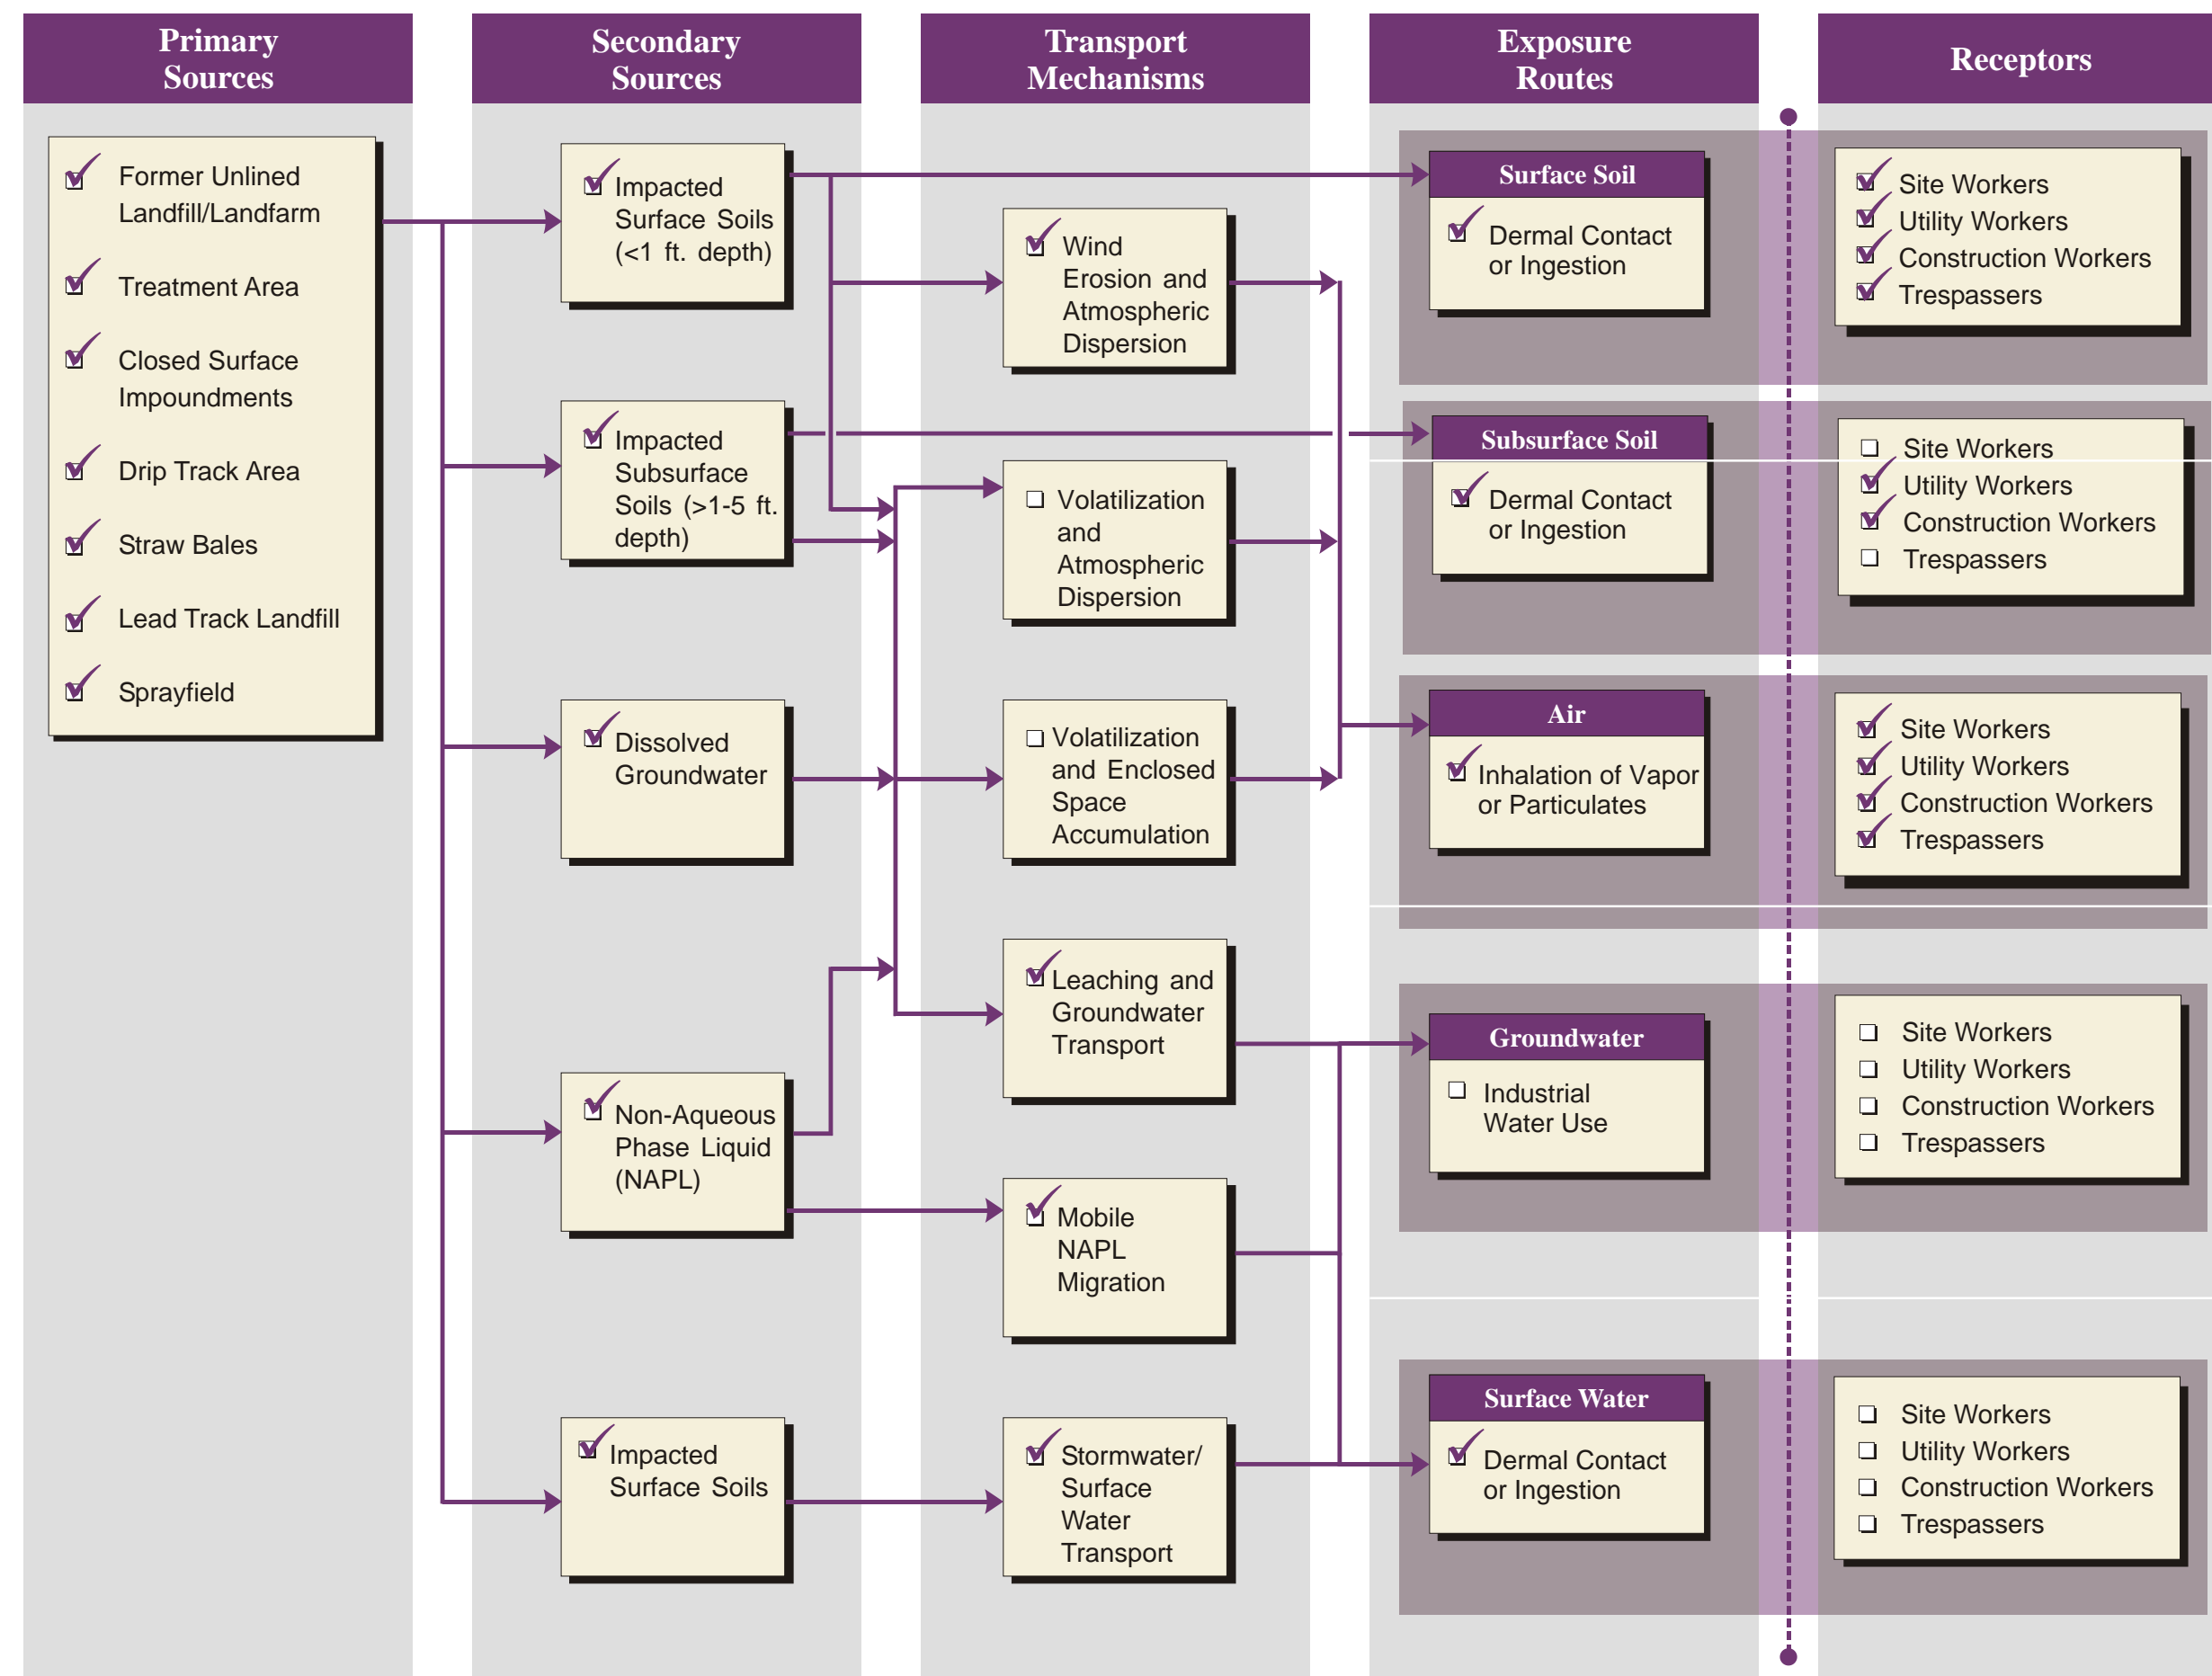 Primary
Sources
Secondary
Sources
Transport
Mechanisms
Exposure
Routes
Receptors
Former Unlined
Landfill/Landfarm
Treatment Area
Closed Surface
Impoundments
Drip Track Area
Straw Bales
Lead Track Landfill
Sprayfield
Impacted
Surface Soils
(<1 ft. depth)
Impacted
Subsurface
Soils (>1-5 ft.
depth)
Dissolved
Groundwater
Non-Aqueous
Phase Liquid
(NAPL)
Impacted
Surface Soils
Wind
Erosion and
Atmospheric
Dispersion
Volatilization
and
Atmospheric
Dispersion
Volatilization
and Enclosed
Space
Accumulation
Leaching and
Groundwater
Transport
Mobile
NAPL
Migration
Stormwater/
Surface
Water
Transport
Surface Soil
Dermal Contact
or Ingestion
Site Workers
Utility Workers
Construction Workers
Trespassers
Subsurface Soil
Dermal Contact
or Ingestion
Site Workers
Utility Workers
Construction Workers
Trespassers
Air
Inhalation of Vapor
or Particulates
Site Workers
Utility Workers
Construction Workers
Trespassers
Groundwater
Industrial
Water Use
Site Workers
Utility Workers
Construction Workers
Trespassers
Surface Water
Dermal Contact
or Ingestion
Site Workers
Utility Workers
Construction Workers
Trespassers